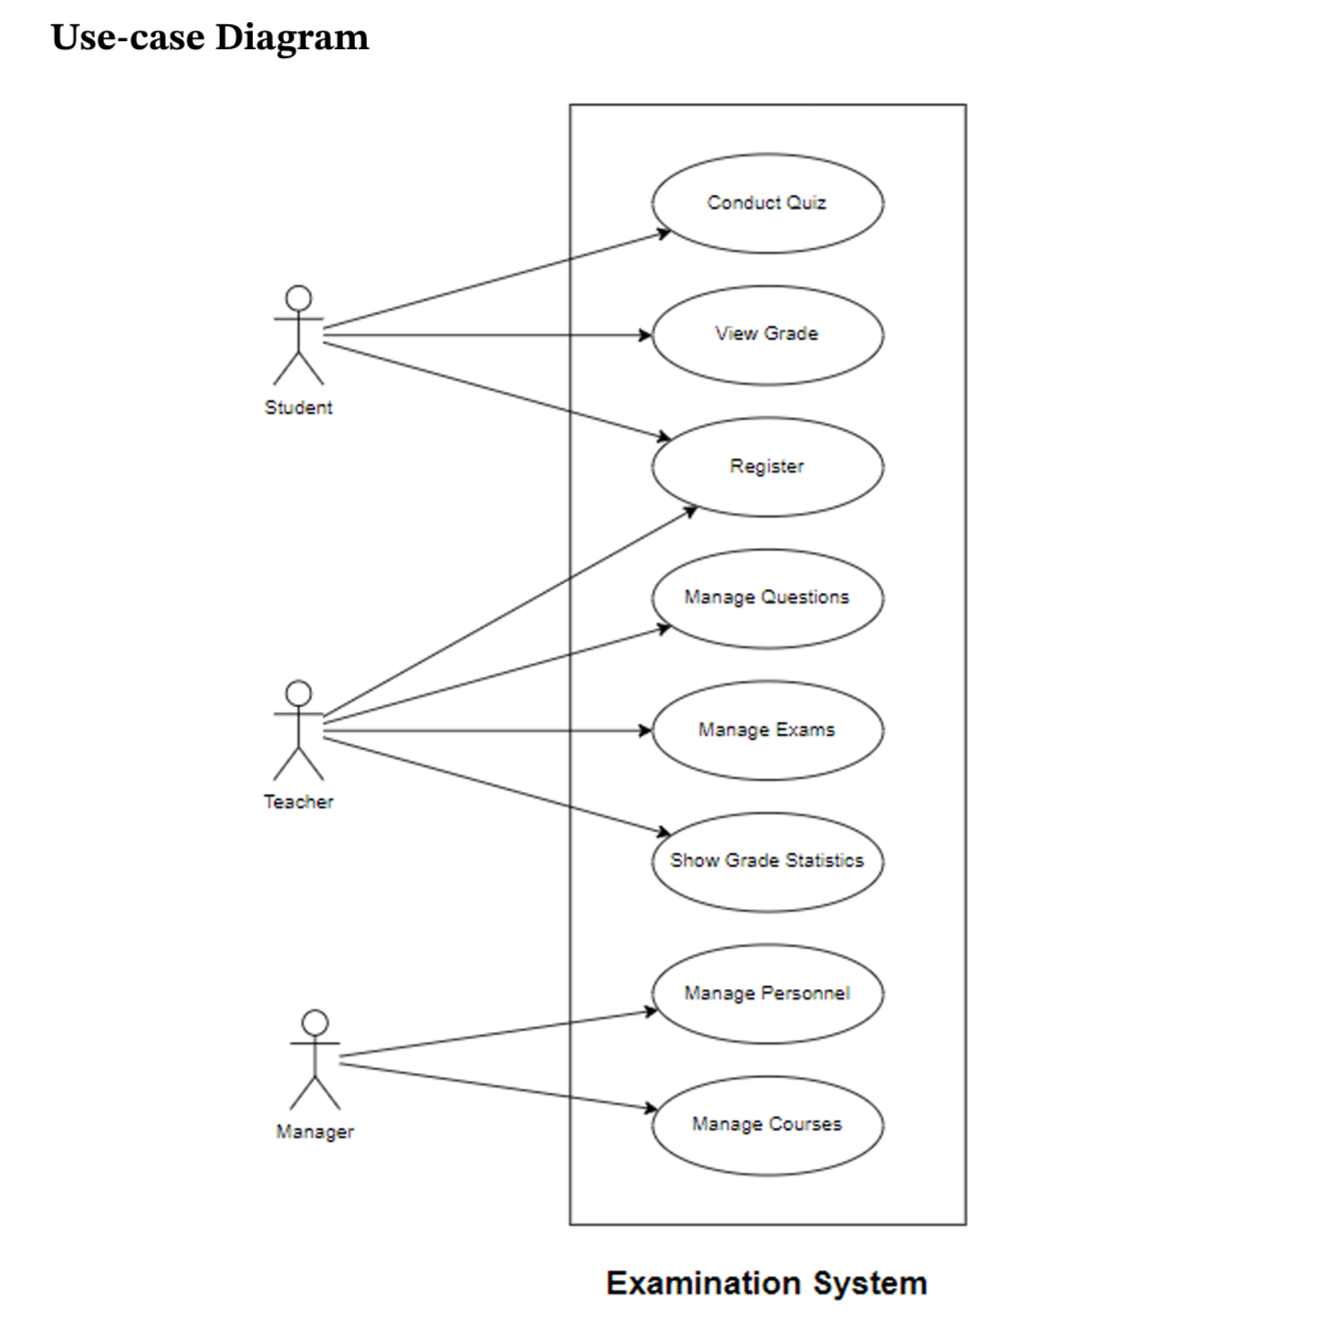 Use-case Diagram
Conduct Quiz
View Grade
Student
Register
Manage Questions
Manage Exams
Teacher
Show Grade Statistics
Manage Personnel
Manager
Manage Courses
Examination System